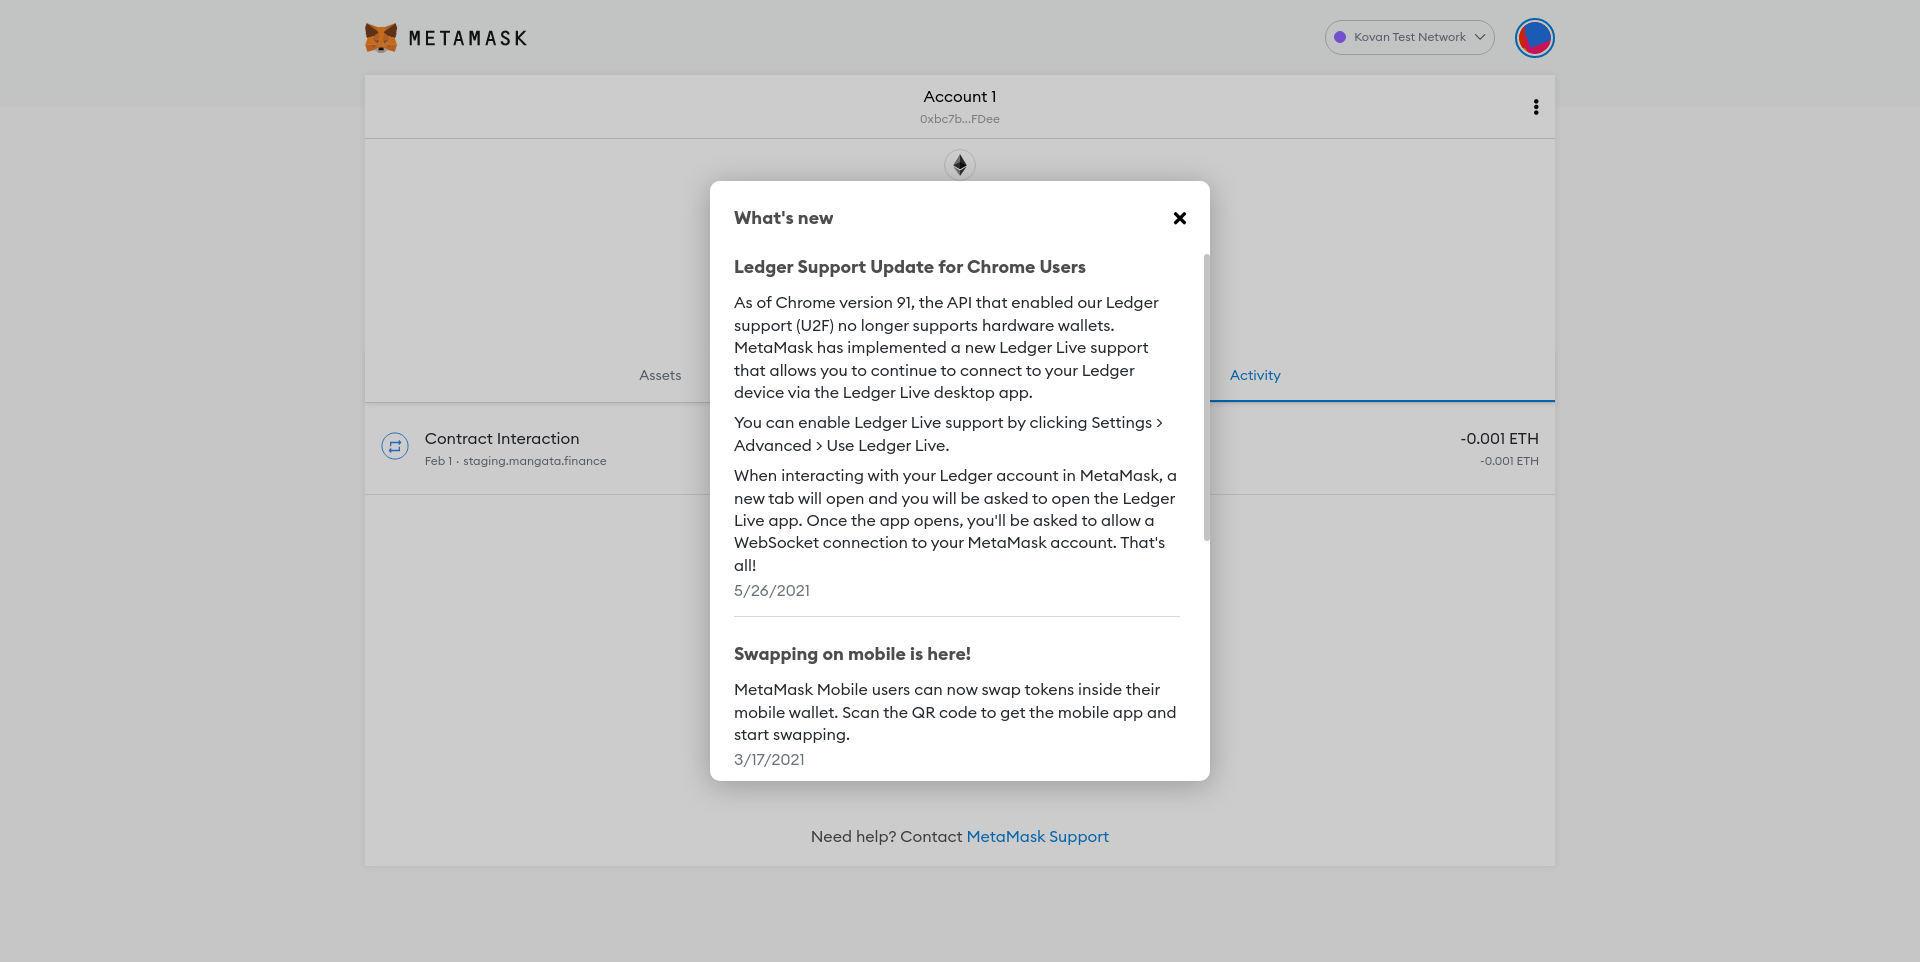 METAMASK
Kovan Test Network
Account 1
0xbc7b...FDee
What's new
Ledger Support Update for Chrome Users
As of Chrome version 91, the API that enabled our Ledger
support (U2F) no longer supports hardware wallets.
MetaMask has implemented a new Ledger Live support
that allows you to continue to connect to your Ledger
device via the Ledger Live desktop app.
You can enable Ledger Live support by clicking Settings >
Advanced > Use Ledger Live.
When interacting with your Ledger account in MetaMask, a
new tab will open and you will be asked to open the Ledger
Live app. Once the app opens, you'll be asked to allow a
WebSocket connection to your MetaMask account. That's
all!
5/26/2021
Swapping on mobile is here!
MetaMask Mobile users can now swap tokens inside their
mobile wallet. Scan the QR code to get the mobile app and
start swapping.
3/17/2021
Assets
Activity
Contract Interaction
Feb 1 · staging.mangata.finance
-0.001 ETH
-0.001 ETH
Need help? Contact MetaMask Support